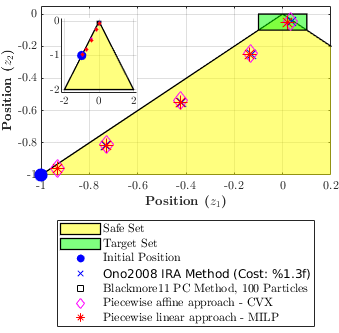 0
-0.2
-0.4
-0.6
-0.8
-1
-1 -0.8 -0.6 -0.4 -0.2 0 0.2
Position (z₂)
Position (z₁)
0
-1
-2
-2 0 2
Safe Set
Target Set
Initial Position
Ono2008 IRA Method (Cost: %1.3f)
Blackmore11 PC Method, 100 Particles
Piecewise affine approach - CVX
Piecewise linear approach - MILP